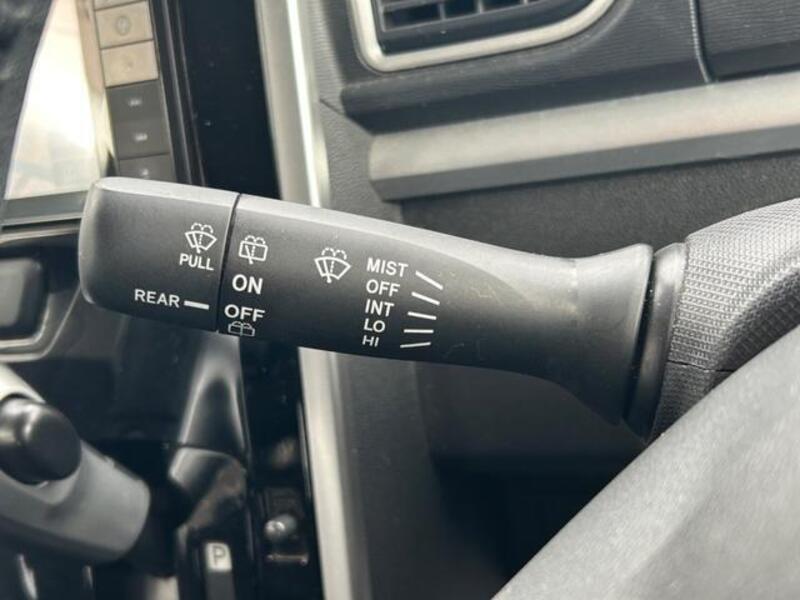 PULL
REAR
ON
OFF
MIST
OFF
INT
LO
HI
P